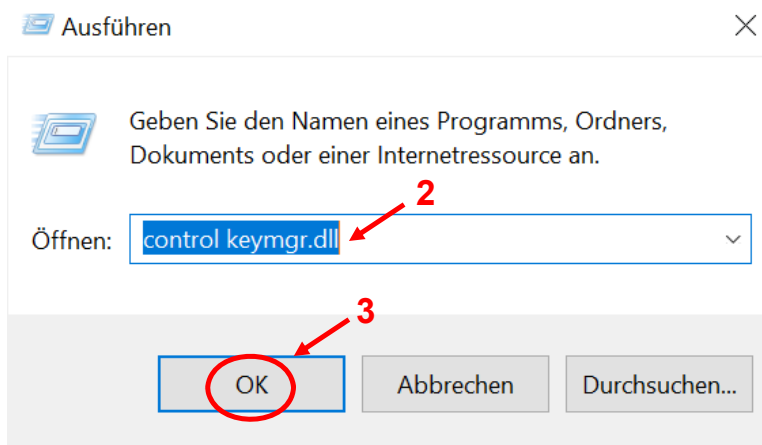 Ausführen
Geben Sie den Namen eines Programms, Ordners,
Dokuments oder einer Internetressource an.
2
Öffnen: control keymgr.dll
3
OK Abbrechen Durchsuchen...